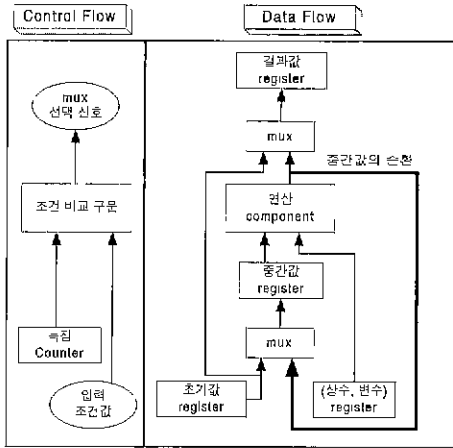 Control Flow
Data Flow
mux
선택 신호
조건 비교 구문
Counter
입력
조건값
결과값
register
mux
중간값의 순환
연산
component
중간값
register
mux
초기값
register
(상수, 변수)
register